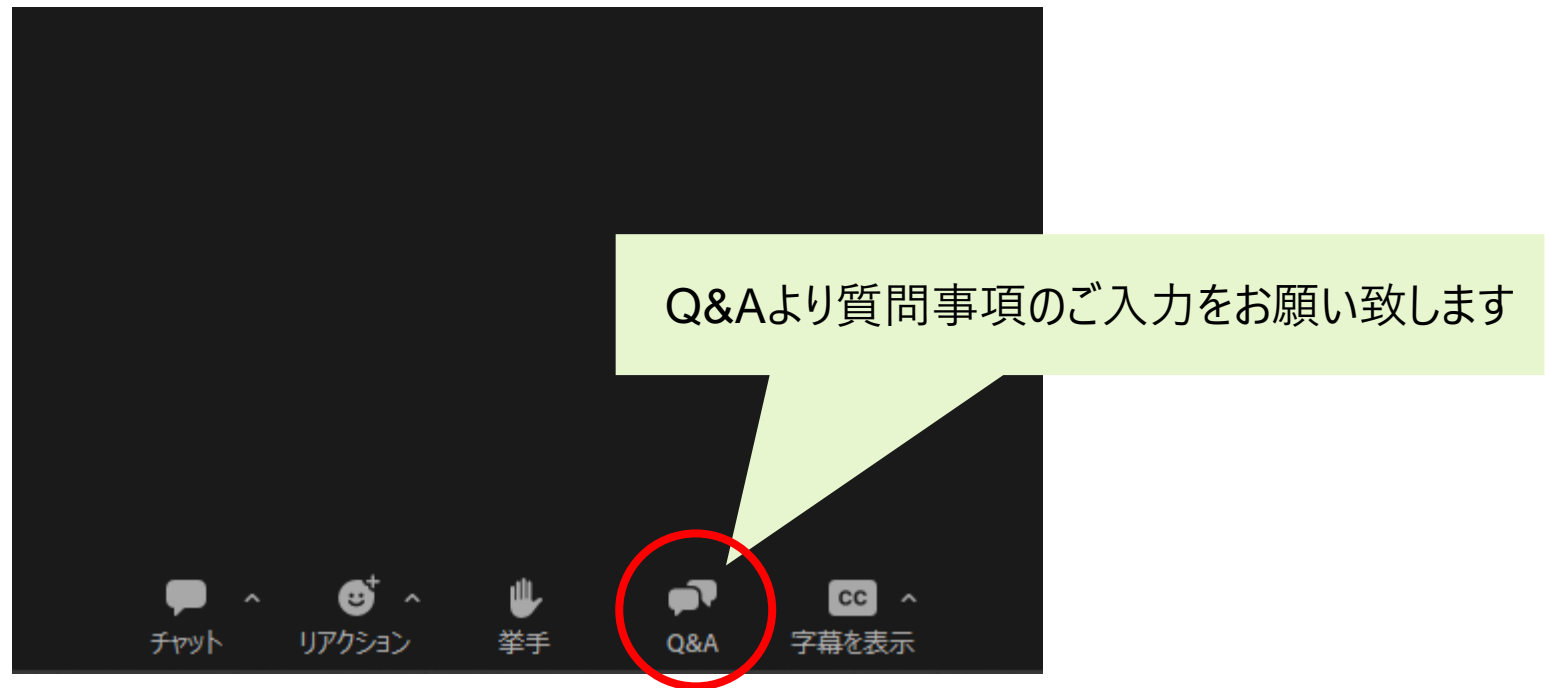 Q&Aより質問事項のご入力をお願い致します
チャット
リアクション
挙手
Q&A
CC
字幕を表示